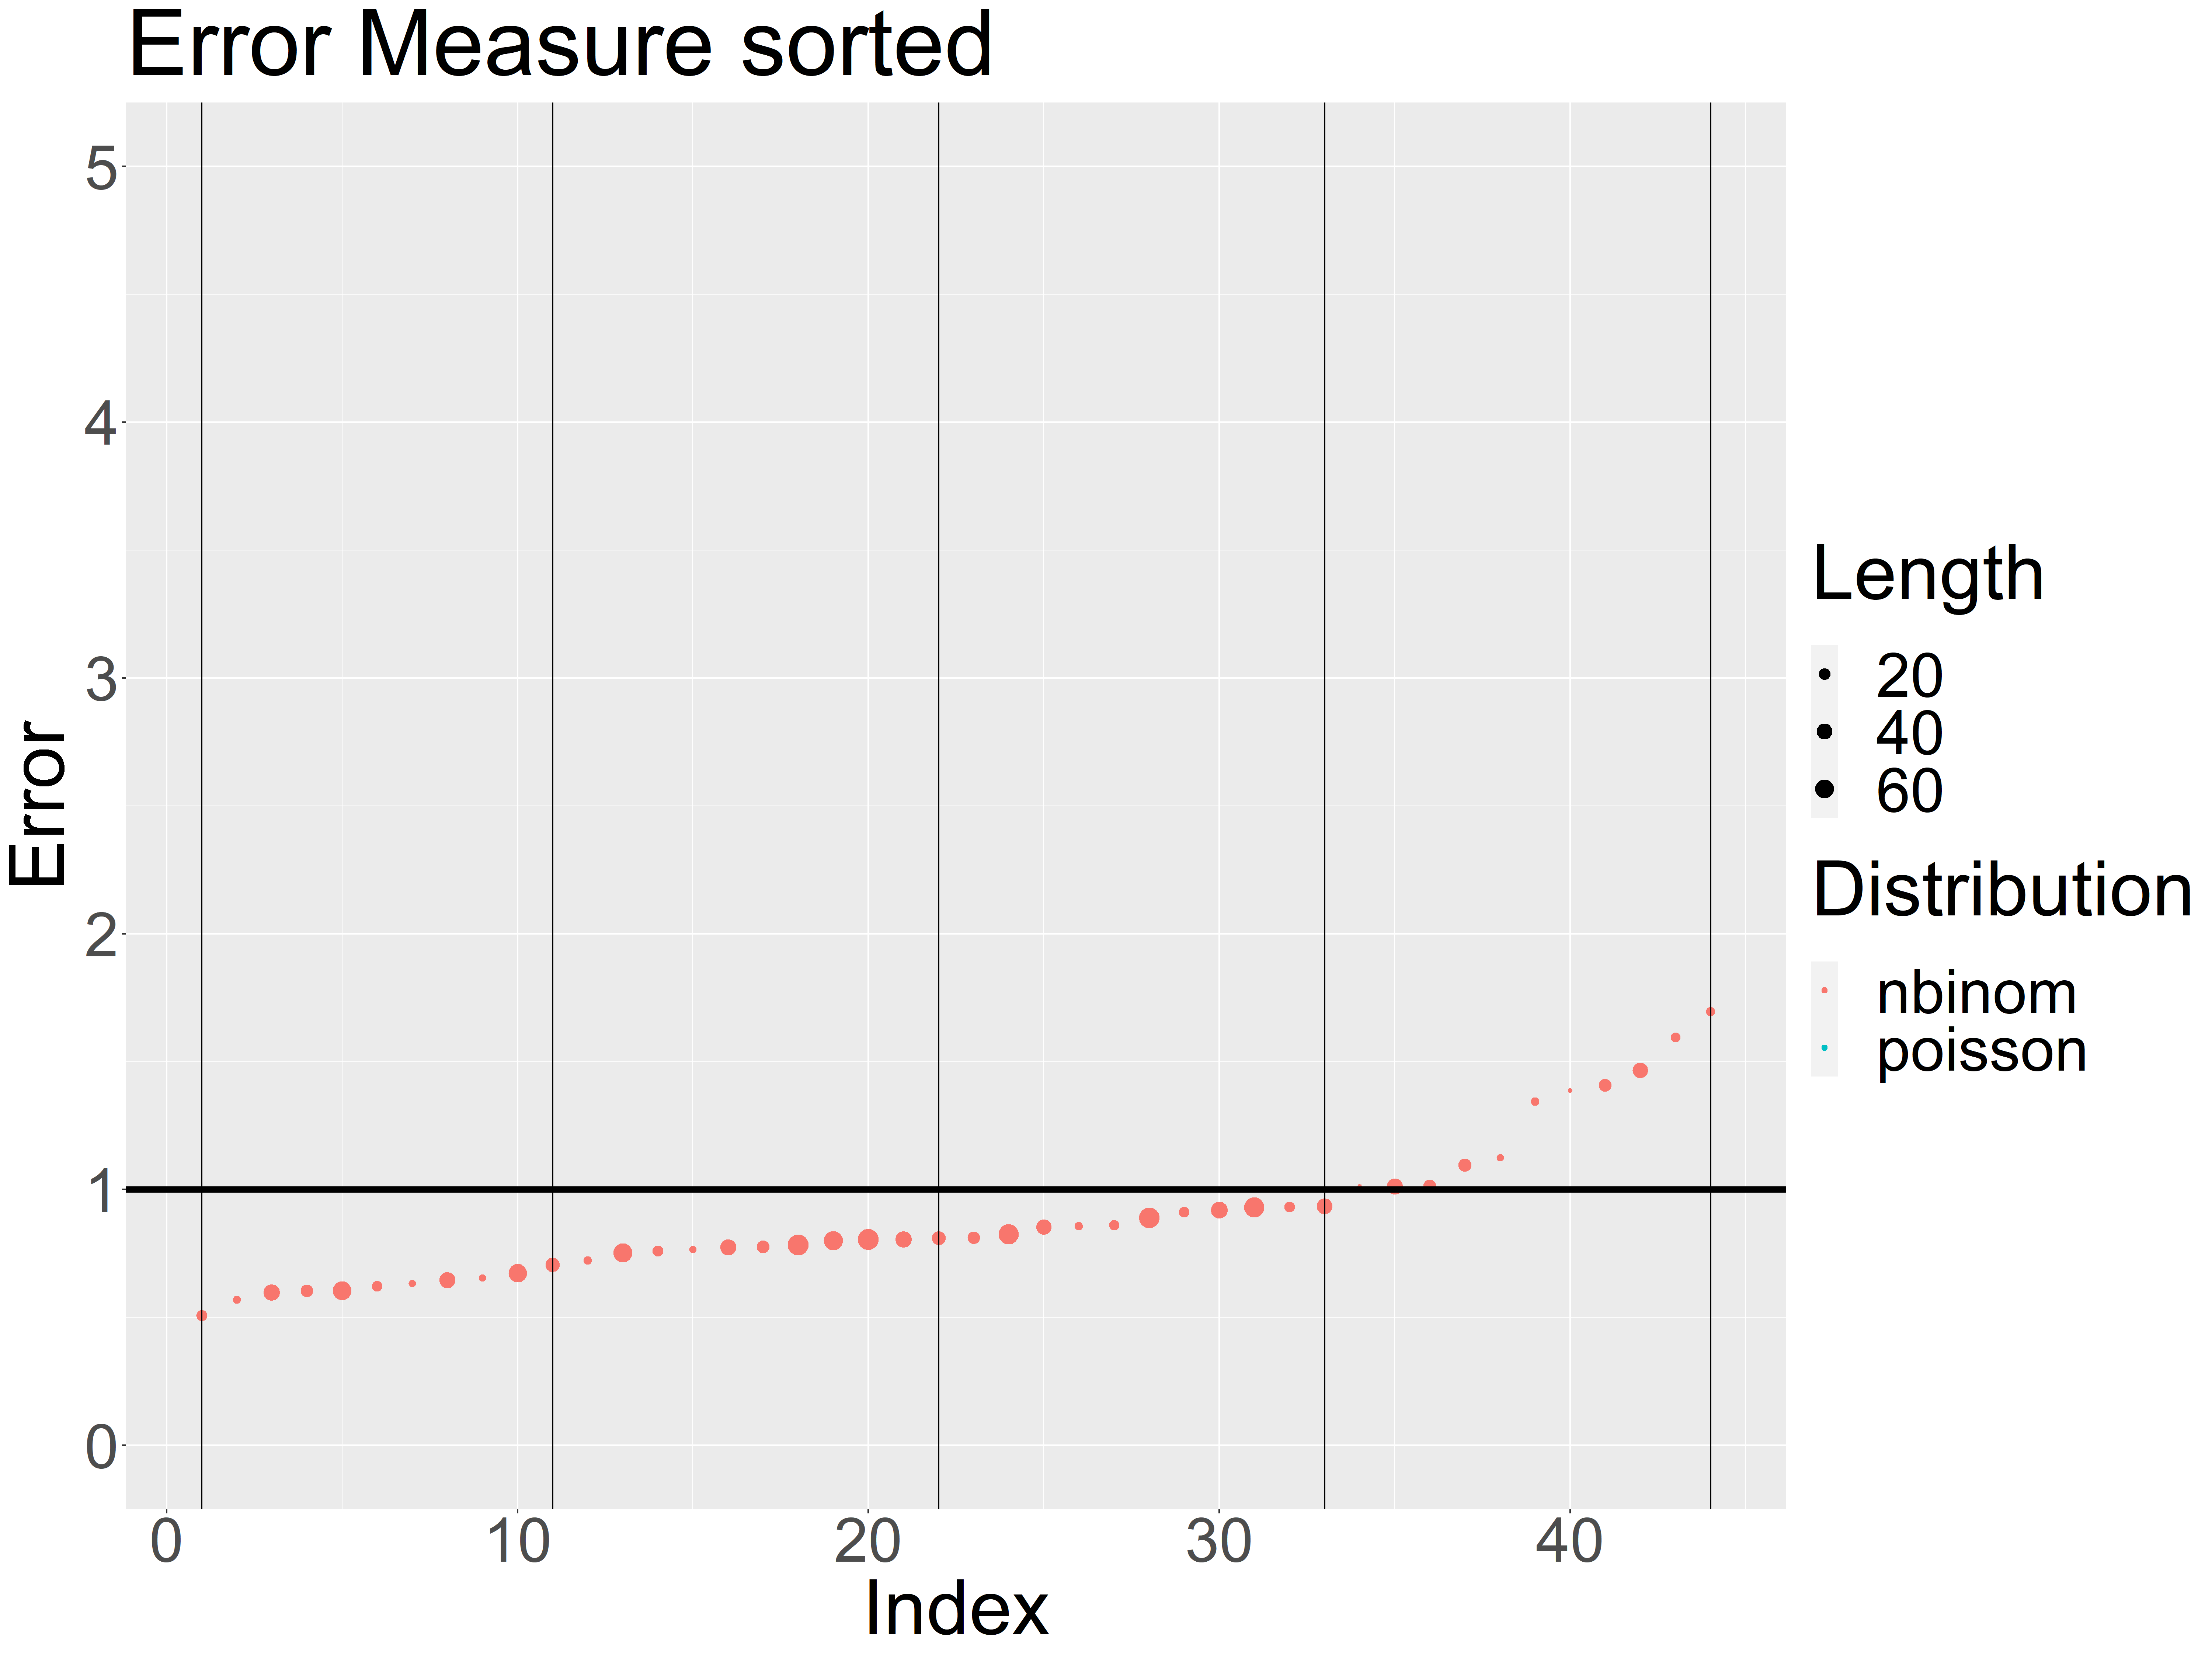 Error Measure sorted
5
4
3
2
1
0
Error
0 10 20 30 40
Index
Length
20
40
60
Distribution
nbinom
poisson